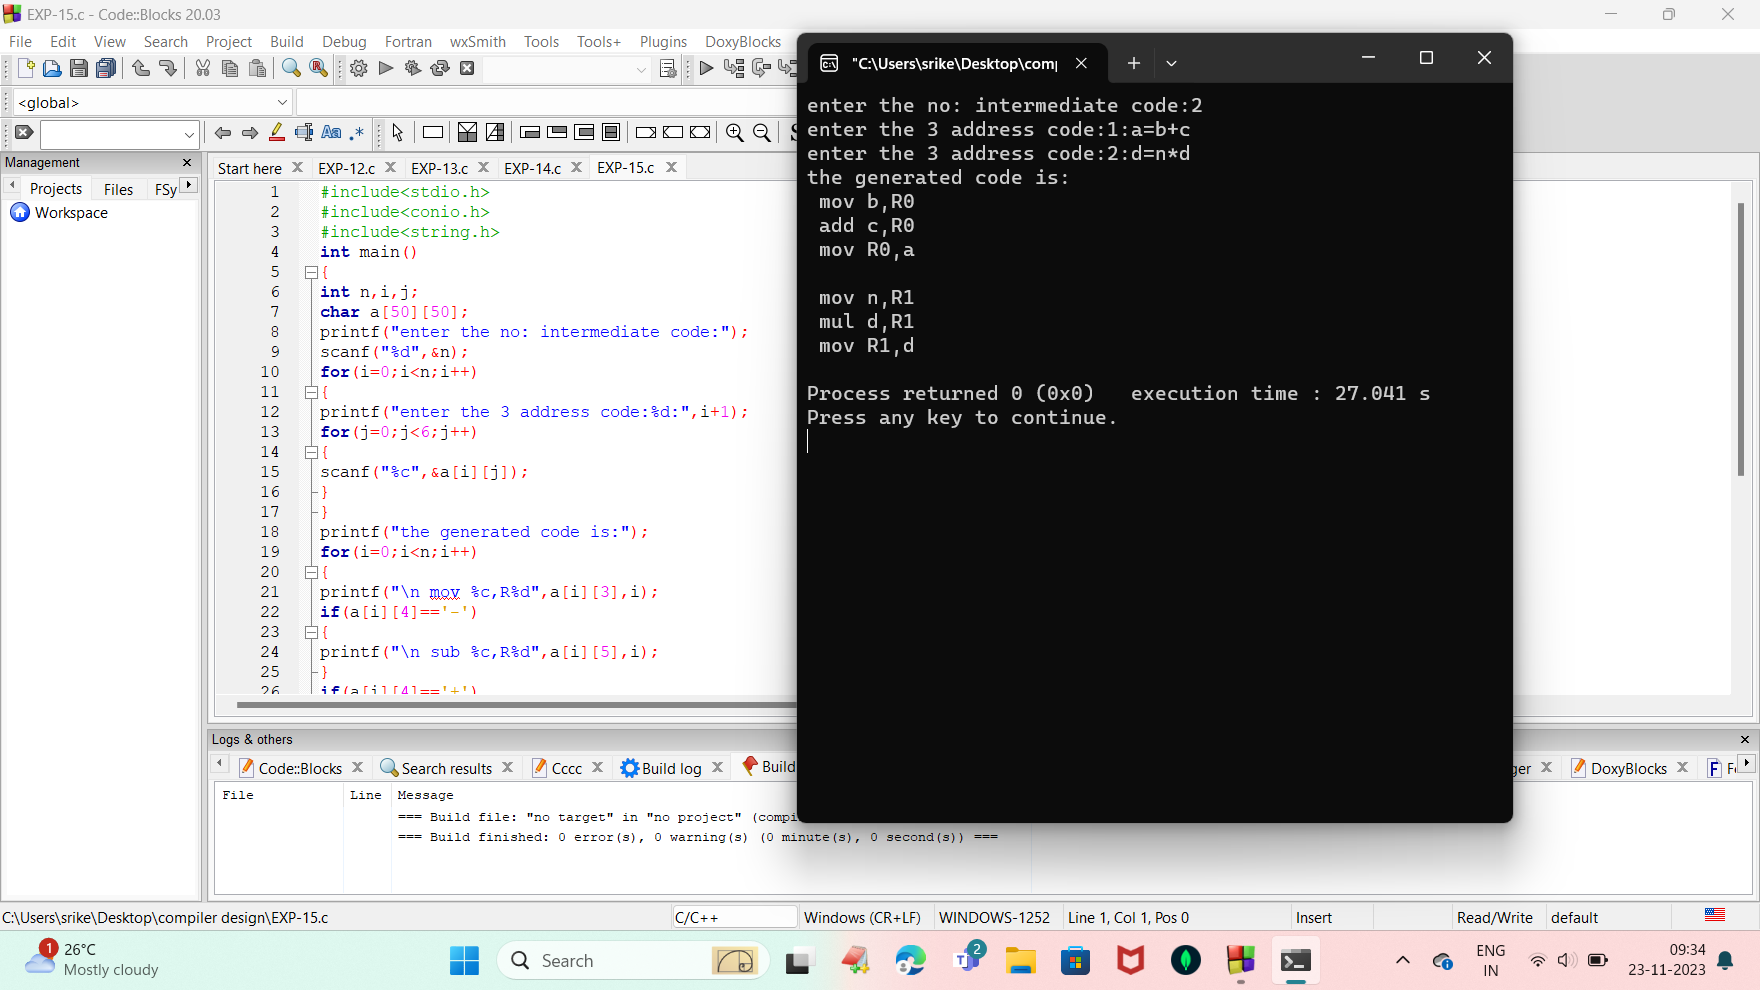 EXP-15.c - Code::Blocks 20.03
File Edit View Search Project Build Debug Fortran wxSmith Tools Tools+ Plugins DoxyBlocks
<global>
Management
Projects Files FSy
Workspace
Start here EXP-12.c EXP-13.c EXP-14.c EXP-15.c
1 #include<stdio.h>
2 #include<conio.h>
3 #include<string.h>
4 int main()
5 {
6 int n,i,j;
7 char a[50][50];
8 printf("enter the no: intermediate code:");
9 scanf("%d",&n);
10 for(i=0;i<n;i++)
11 {
12 printf("enter the 3 address code:%d:",i+1);
13 for(j=0;j<6;j++)
14 {
15 scanf("%c",&a[i][j]);
16 }
17 }
18 printf("the generated code is:");
19 for(i=0;i<n;i++)
20 {
21 printf("\n mov %c,R%d",a[i][3],i);
22 if(a[i][4]=='-')
23 {
24 printf("\n sub %c,R%d",a[i][5],i);
25 }
26 if(a[i][4]=='+')
"C:\Users\srike\Desktop\comp
enter the no: intermediate code:2
enter the 3 address code:1:a=b+c
enter the 3 address code:2:d=n*d
the generated code is:
mov b,R0
add c,R0
mov R0,a
mov n,R1
mul d,R1
mov R1,d
Process returned 0 (0x0) execution time : 27.041 s
Press any key to continue.
Logs & others
Code::Blocks Search results Cccc Build log Build ger DoxyBlocks F
File Line Message
=== Build file: "no target" in "no project" (compi
=== Build finished: 0 error(s), 0 warning(s) (0 minute(s), 0 second(s)) ===
C:\Users\srike\Desktop\compiler design\EXP-15.c C/C++ Windows (CR+LF) WINDOWS-1252 Line 1, Col 1, Pos 0 Insert Read/Write default
1
26°C
Mostly cloudy
Search
2
ENG
IN
09:34
23-11-2023